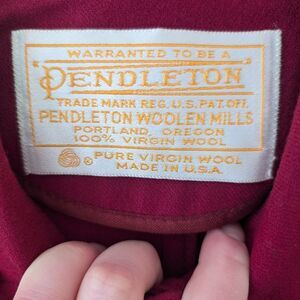 WARRANTED TO BE A
PENDLETON
TRADE MARK REG. U.S. PAT. OFF.
PENDLETON WOOLEN MILLS
PORTLAND, OREGON
100% VIRGIN WOOL
® PURE VIRGIN WOOL
MADE IN U.S.A.